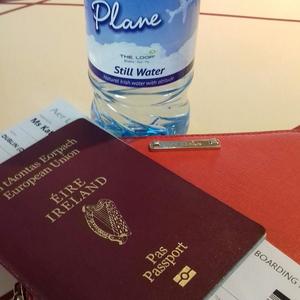 Plane
THE LOOP
Still Water
Natural Irish water with attitude
tAontas Eorpach
European Union
ÉIRE
IRELAND
Pas
Passport
Ms Ka
DUBLIN
BOARDING